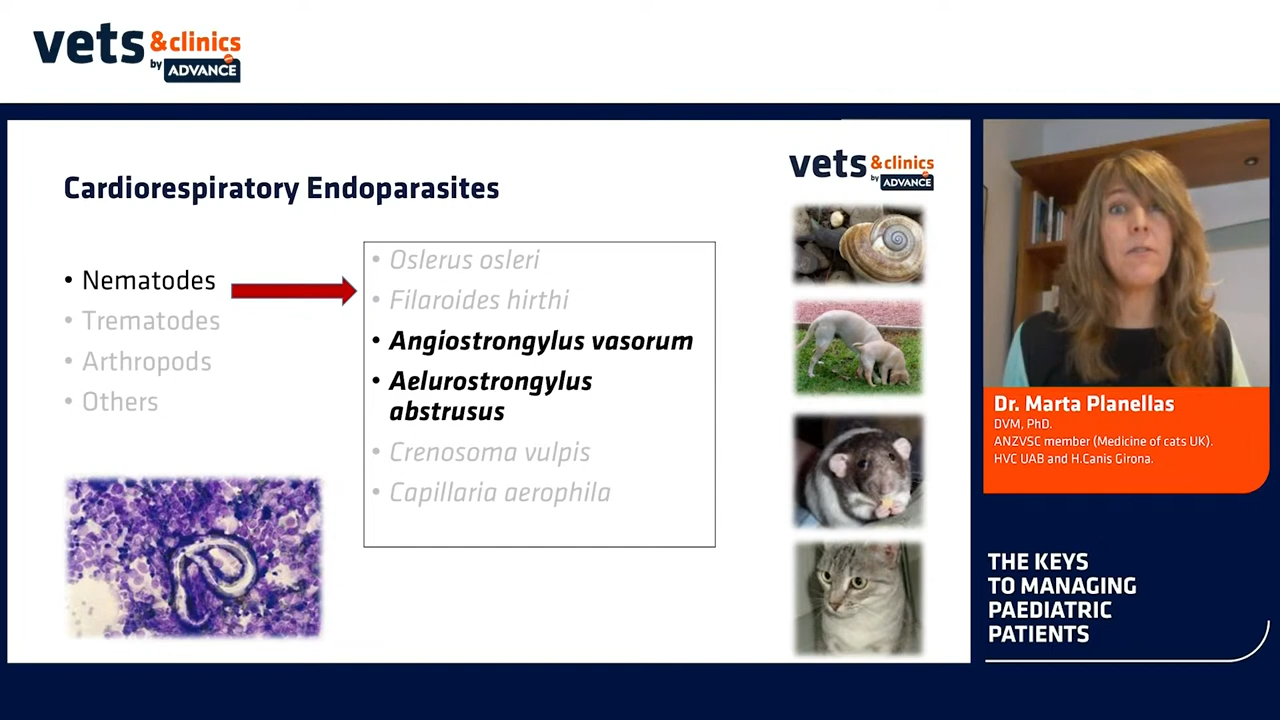 vets &clinics
by ADVANCE
vets &clinics
by ADVANCE
Cardiorespiratory Endoparasites
• Nematodes
• Trematodes
• Arthropods
• Others
• Oslerus osleri
• Filaroides hirthi
• Angiostrongylus vasorum
• Aelurostrongylus
abstrusus
• Crenosoma vulpis
• Capillaria aerophila
Dr. Marta Planellas
DVM, PhD.
ANZVSC member (Medicine of cats UK).
HVC UAB and H.Canis Girona.
THE KEYS
TO MANAGING
PAEDIATRIC
PATIENTS